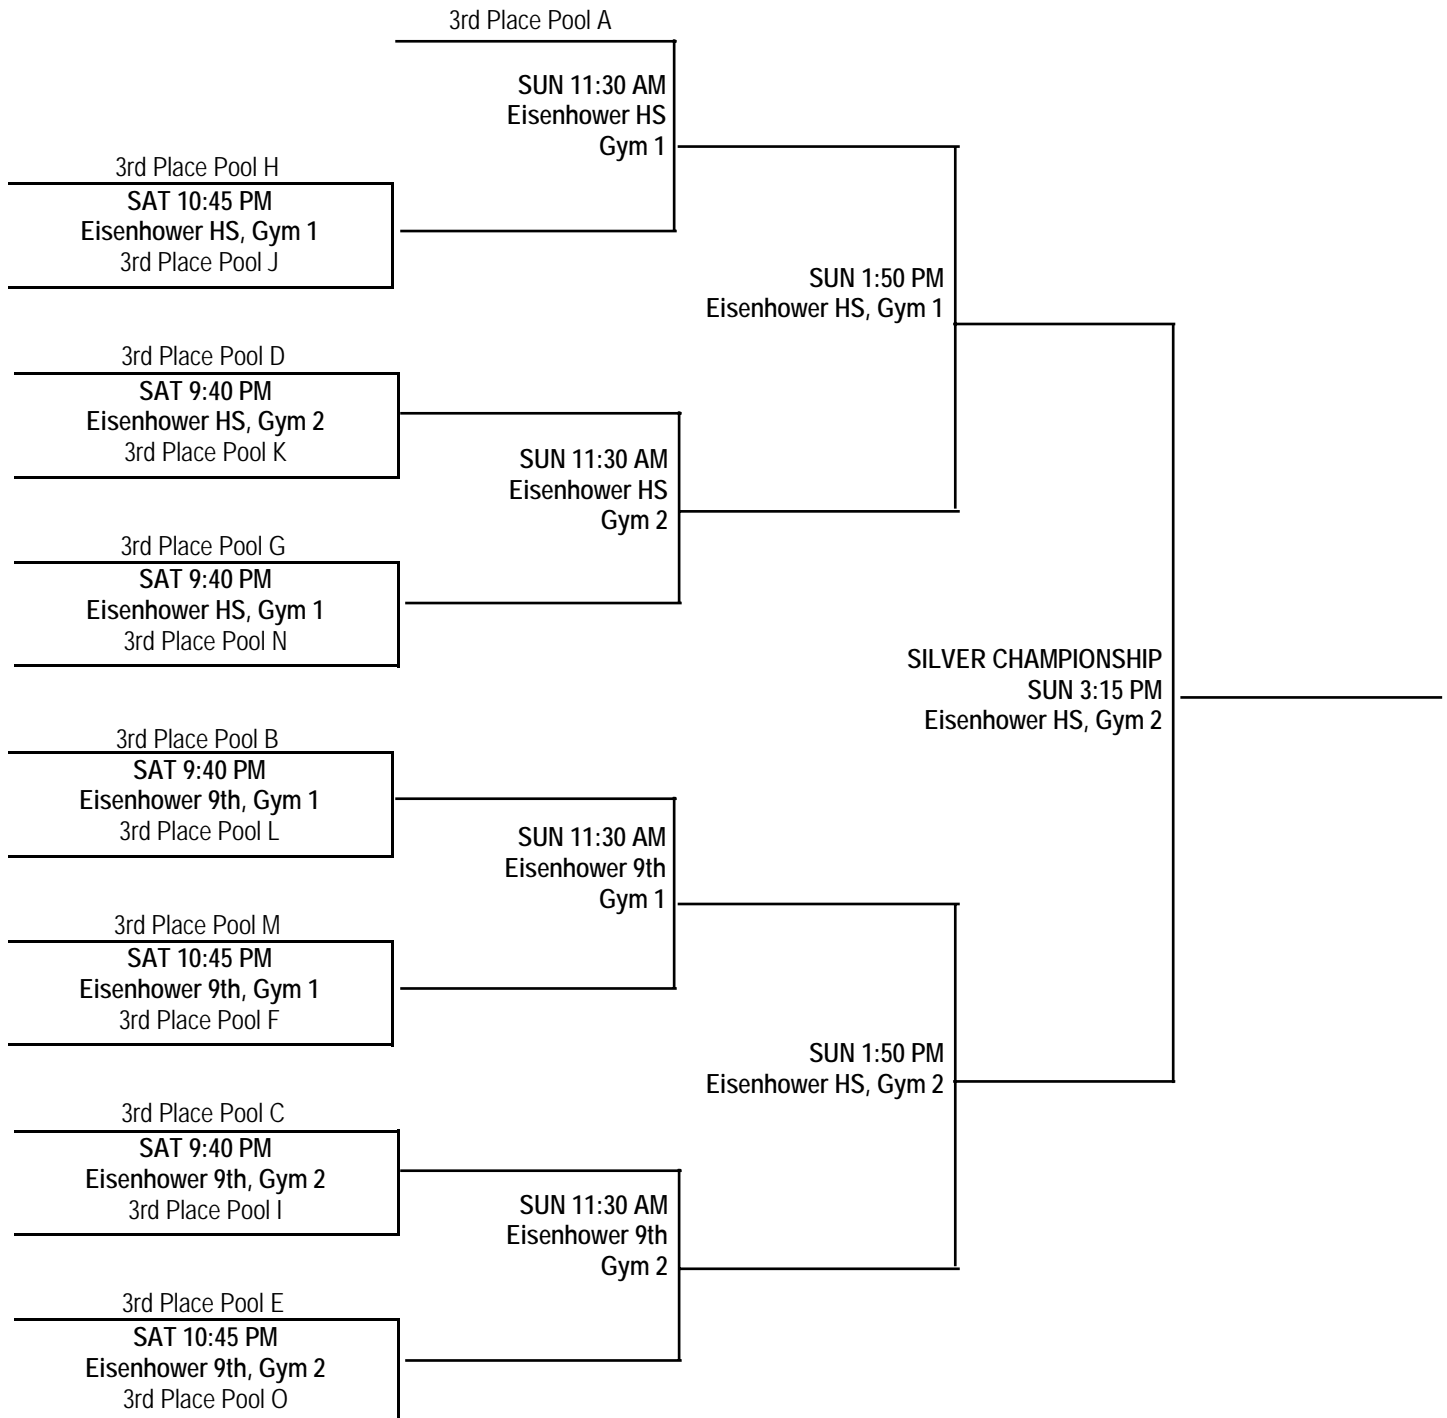 3rd Place Pool A
SUN 11:30 AM
Eisenhower HS
Gym 1
3rd Place Pool H
SAT 10:45 PM
Eisenhower HS, Gym 1
3rd Place Pool J
SUN 1:50 PM
Eisenhower HS, Gym 1
3rd Place Pool D
SAT 9:40 PM
Eisenhower HS, Gym 2
3rd Place Pool K
SUN 11:30 AM
Eisenhower HS
Gym 2
3rd Place Pool G
SAT 9:40 PM
Eisenhower HS, Gym 1
3rd Place Pool N
SILVER CHAMPIONSHIP
SUN 3:15 PM
Eisenhower HS, Gym 2
3rd Place Pool B
SAT 9:40 PM
Eisenhower 9th, Gym 1
3rd Place Pool L
SUN 11:30 AM
Eisenhower 9th
Gym 1
3rd Place Pool M
SAT 10:45 PM
Eisenhower 9th, Gym 1
3rd Place Pool F
SUN 1:50 PM
Eisenhower HS, Gym 2
3rd Place Pool C
SAT 9:40 PM
Eisenhower 9th, Gym 2
3rd Place Pool I
SUN 11:30 AM
Eisenhower 9th
Gym 2
3rd Place Pool E
SAT 10:45 PM
Eisenhower 9th, Gym 2
3rd Place Pool O